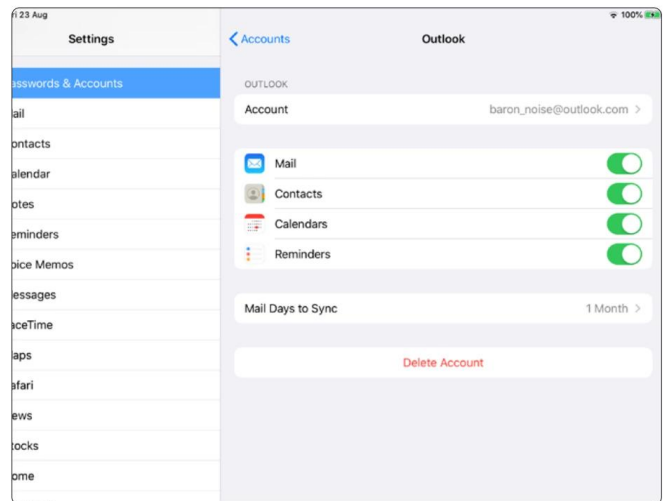 ri 23 Aug
100%
Settings
Accounts
Outlook
asswords & Accounts
ail
ontacts
alendar
otes
eminders
oice Memos
essages
aceTime
aps
afari
ews
tocks
ome
OUTLOOK
Account baron_noise@outlook.com
Mail
Contacts
Calendars
Reminders
Mail Days to Sync 1 Month
Delete Account